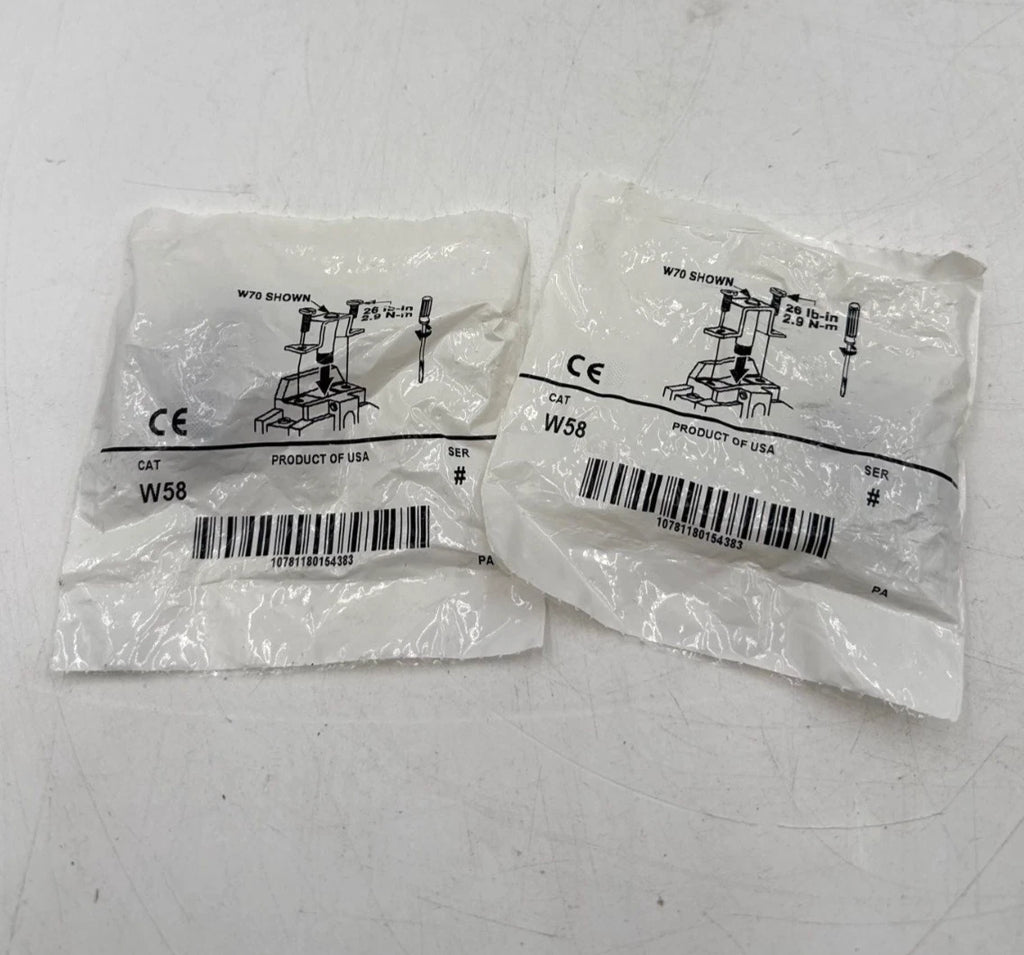 W70 SHOWN
26 lb-in
2.9 N-m
CE
PRODUCT OF USA
CAT
SER
W58
#
10781180154383
PA
W70 SHOWN
26 lb-in
2.9 N-m
CE
CAT
W58
PRODUCT OF USA
SER
#
10781180154383
PA